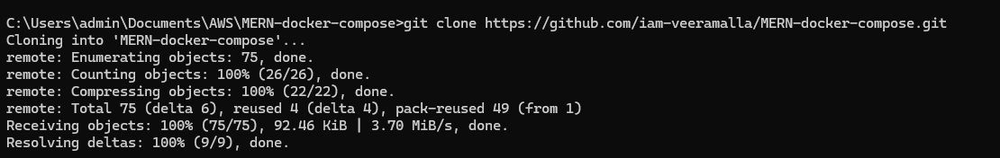 C:\Users\admin\Documents\AWS\MERN-docker-compose>git clone https://github.com/iam-veeramalla/MERN-docker-compose.git
Cloning into 'MERN-docker-compose'...
remote: Enumerating objects: 75, done.
remote: Counting objects: 100% (26/26), done.
remote: Compressing objects: 100% (22/22), done.
remote: Total 75 (delta 6), reused 4 (delta 4), pack-reused 49 (from 1)
Receiving objects: 100% (75/75), 92.46 KiB | 3.70 MiB/s, done.
Resolving deltas: 100% (9/9), done.